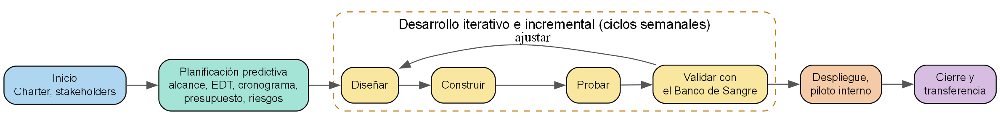 Desarrollo iterativo e incremental (ciclos semanales)
ajustar
Inicio
Charter, stakeholders
Planificación predictiva
alcance, EDT, cronograma,
presupuesto, riesgos
Diseñar
Construir
Probar
Validar con
el Banco de Sangre
Despliegue,
piloto interno
Cierre y
transferencia